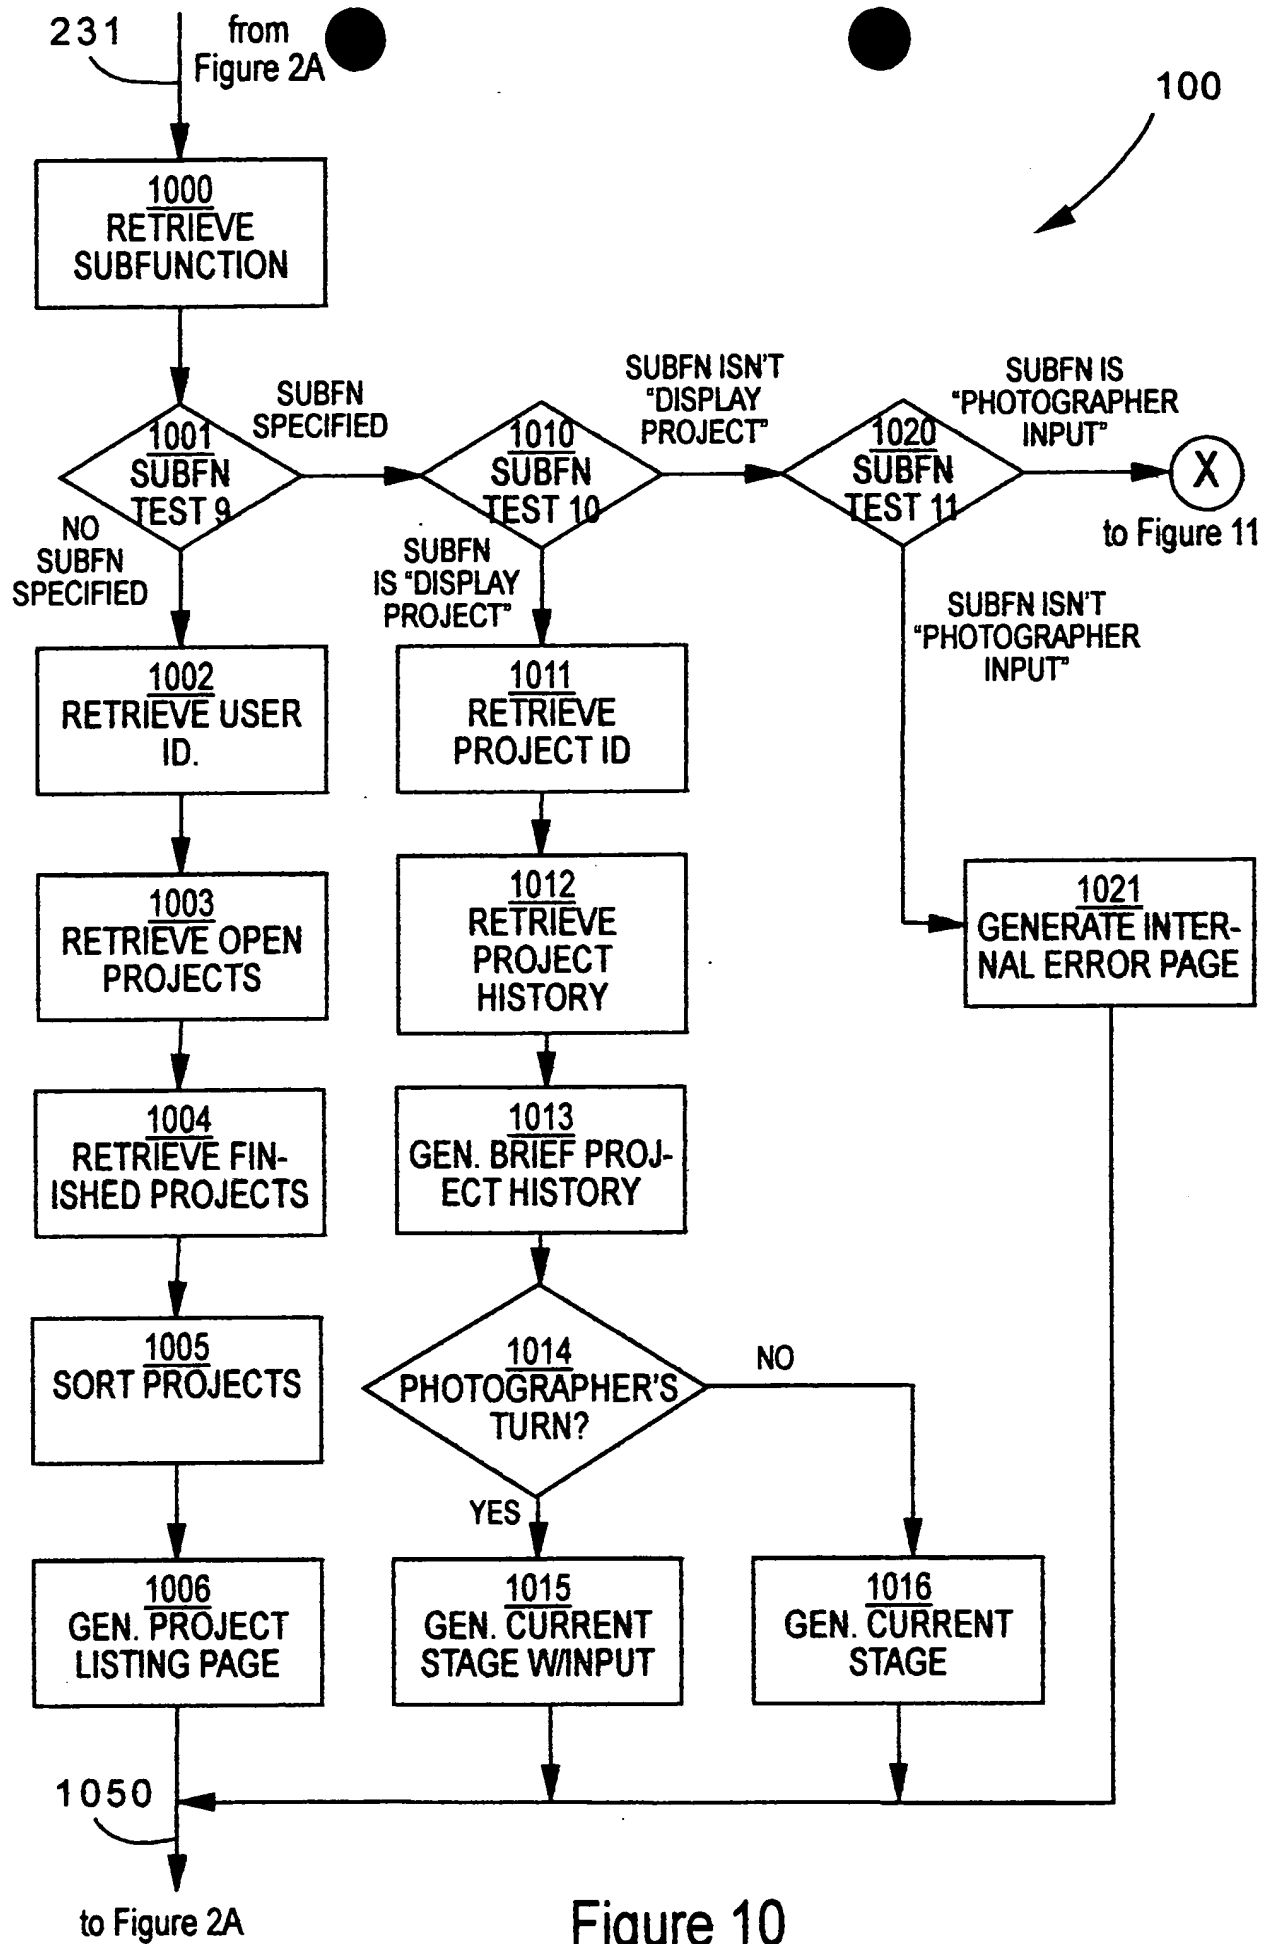 231
from
Figure 2A
100
1000
RETRIEVE
SUBFUNCTION
1001
SUBFN
TEST 9
SUBFN
SPECIFIED
NO
SUBFN
SPECIFIED
1010
SUBFN
TEST 10
SUBFN ISN'T
"DISPLAY
PROJECT"
SUBFN
IS "DISPLAY
PROJECT"
1020
SUBFN
TEST 11
SUBFN IS
"PHOTOGRAPHER
INPUT"
X
to Figure 11
SUBFN ISN'T
"PHOTOGRAPHER
INPUT"
1002
RETRIEVE USER
ID.
1003
RETRIEVE OPEN
PROJECTS
1004
RETRIEVE FIN-
ISHED PROJECTS
1005
SORT PROJECTS
1006
GEN. PROJECT
LISTING PAGE
1011
RETRIEVE
PROJECT ID
1012
RETRIEVE
PROJECT
HISTORY
1013
GEN. BRIEF PROJ-
ECT HISTORY
1014
PHOTOGRAPHER'S
TURN?
NO
YES
1015
GEN. CURRENT
STAGE W/INPUT
1016
GEN. CURRENT
STAGE
1021
GENERATE INTER-
NAL ERROR PAGE
1050
to Figure 2A
Figure 10